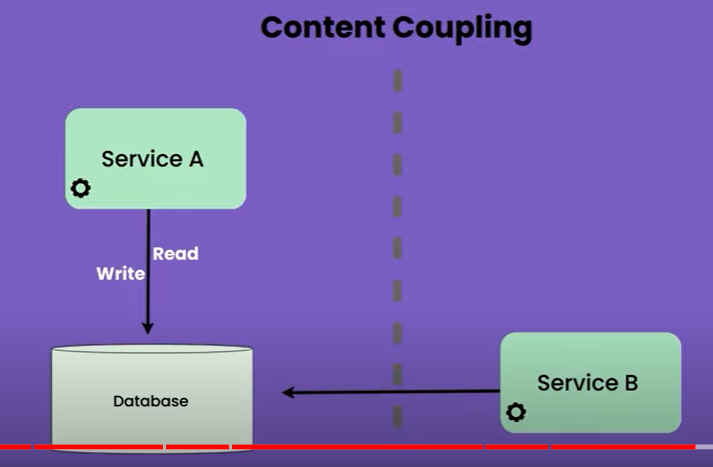 Content Coupling
Service A
Read
Write
Database
Service B